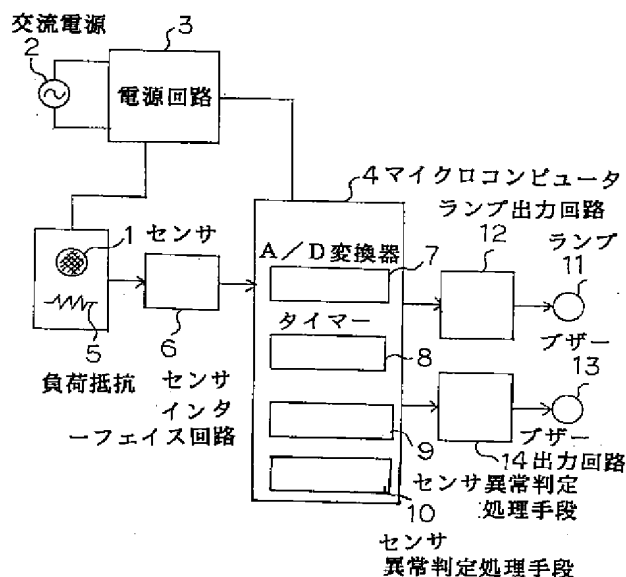 交流電源
2
3
電源回路
4 マイクロコンピュータ
ランプ出力回路
1 センサ
A/D変換器
7
12
ランプ
11
5
6
タイマー
8
ブザー
13
負荷抵抗
センサ
インタ
ーフェイス回路
9
ブザー
14 出力回路
10
センサ異常判定
処理手段
センサ
異常判定処理手段